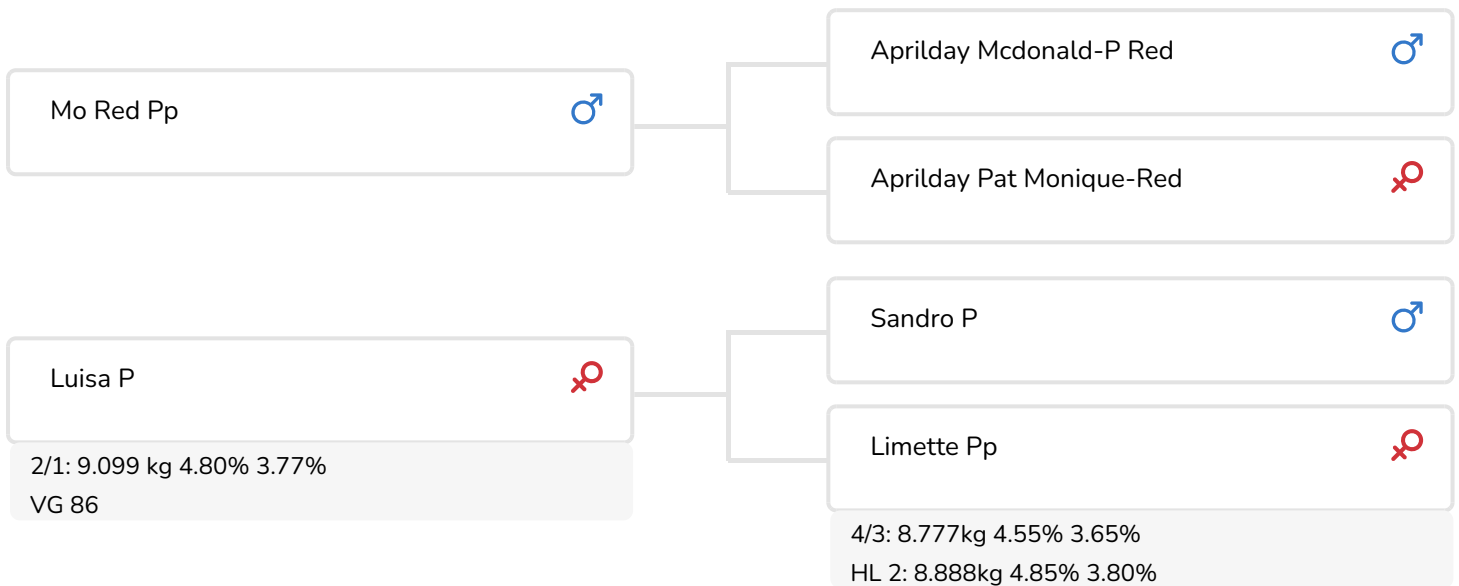 Aprilday Mcdonald-P Red
Mo Red Pp
Aprilday Pat Monique-Red
Sandro P
Luisa P
2/1: 9.099 kg 4.80% 3.77%
VG 86
Limette Pp
4/3: 8.777kg 4.55% 3.65%
HL 2: 8.888kg 4.85% 3.80%